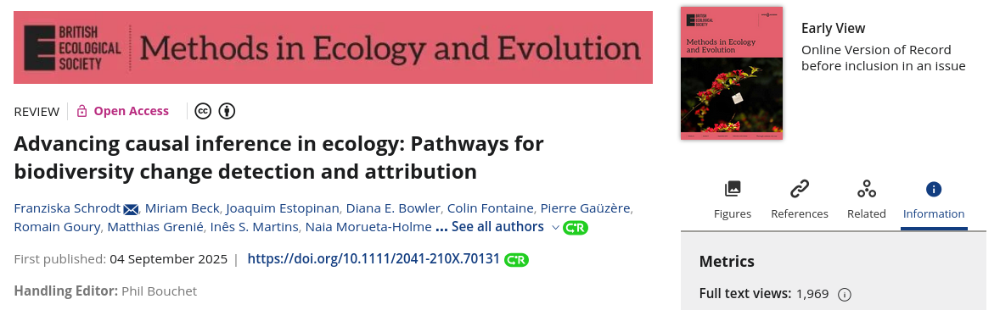 BRITISH
ECOLOGICAL
SOCIETY
Methods in Ecology and Evolution
REVIEW
Open Access
Advancing causal inference in ecology: Pathways for
biodiversity change detection and attribution
Franziska Schrodt, Miriam Beck, Joaquim Estopinan, Diana E. Bowler, Colin Fontaine, Pierre Gaüzère,
Romain Goury, Matthias Grenié, Inês S. Martins, Naia Morueta-Holme ... See all authors
First published: 04 September 2025 | https://doi.org/10.1111/2041-210X.70131
Handling Editor: Phil Bouchet
BRITISH
ECOLOGICAL
SOCIETY
Methods in Ecology
and Evolution
Early View
Online Version of Record
before inclusion in an issue
Figures
References
Related
Information
Metrics
Full text views: 1,969